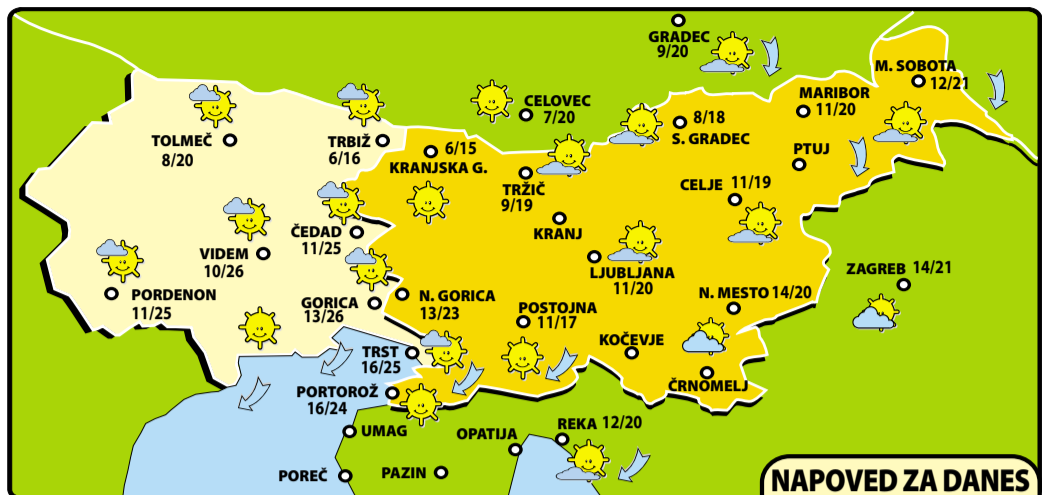 GRADEC
9/20
M. SOBOTA
12/21
MARIBOR
11/20
CELOVEC
7/20
8/18
S. GRADEC
TOLMEČ
8/20
TRBIŽ
6/16
6/15
KRANJSKA G.
PTUJ
TRŽIČ
9/19
CELJE 11/19
KRANJ
ČEDAD
11/25
VIDEM
10/26
LJUBLJANA
11/20
ZAGREB 14/21
PORDENON
11/25
GORICA
13/26
N. GORICA
13/23
N. MESTO 14/20
POSTOJNA
11/17
KOČEVJE
TRST
16/25
ČRNOMELJ
PORTOROŽ
16/24
UMAG
OPATIJA
REKA 12/20
POREČ
PAZIN
NAPOVED ZA DANES